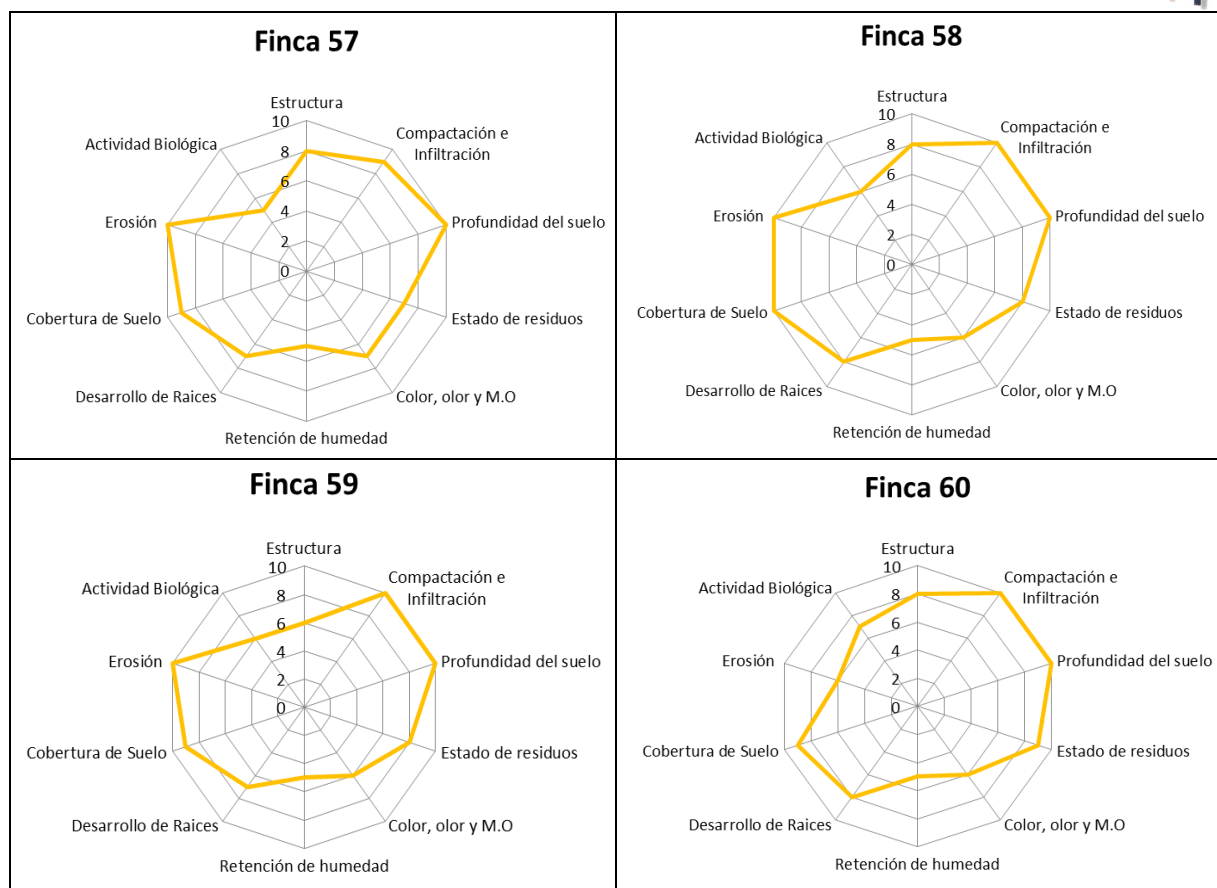 Finca 57
Estructura
10
8
6
4
2
0
Compactación e
Infiltración
Profundidad del suelo
Estado de residuos
Color, olor y M.O
Retención de humedad
Desarrollo de Raices
Cobertura de Suelo
Erosión
Actividad Biológica
Finca 58
Estructura
10
8
6
4
2
0
Compactación e
Infiltración
Profundidad del suelo
Estado de residuos
Color, olor y M.O
Retención de humedad
Desarrollo de Raices
Cobertura de Suelo
Erosión
Actividad Biológica
Finca 59
Estructura
10
8
6
4
2
0
Compactación e
Infiltración
Profundidad del suelo
Estado de residuos
Color, olor y M.O
Retención de humedad
Desarrollo de Raices
Cobertura de Suelo
Erosión
Actividad Biológica
Finca 60
Estructura
10
8
6
4
2
0
Compactación e
Infiltración
Profundidad del suelo
Estado de residuos
Color, olor y M.O
Retención de humedad
Desarrollo de Raices
Cobertura de Suelo
Erosión
Actividad Biológica